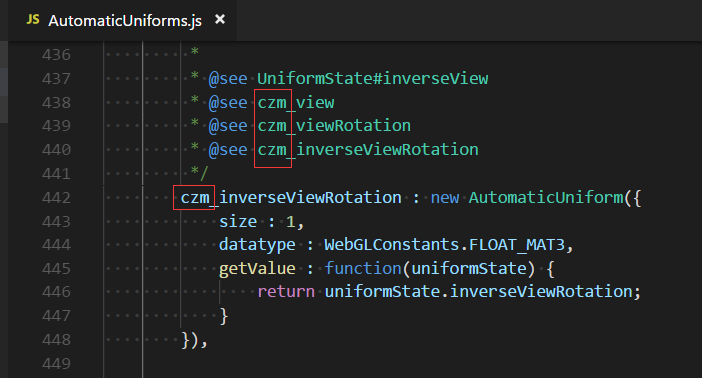 JS AutomaticUniforms.js ×
436 *
437 * @see UniformState#inverseView
438 * @see czm_view
439 * @see czm_viewRotation
440 * @see czm_inverseViewRotation
441 */
442 czm_inverseViewRotation : new AutomaticUniform({
443 size : 1,
444 datatype : WebGLConstants.FLOAT_MAT3,
445 getValue : function(uniformState) {
446 return uniformState.inverseViewRotation;
447 }
448 }),
449